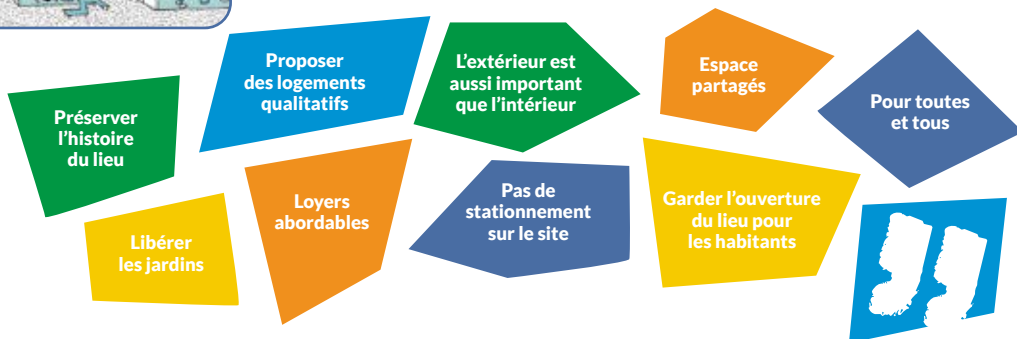 Préserver
l'histoire
du lieu
Proposer
des logements
qualitatifs
L'extérieur est
aussi important
que l'intérieur
Espace
partagés
Pour toutes
et tous
Libérer
les jardins
Loyers
abordables
Pas de
stationnement
sur le site
Garder l'ouverture
du lieu pour
les habitants